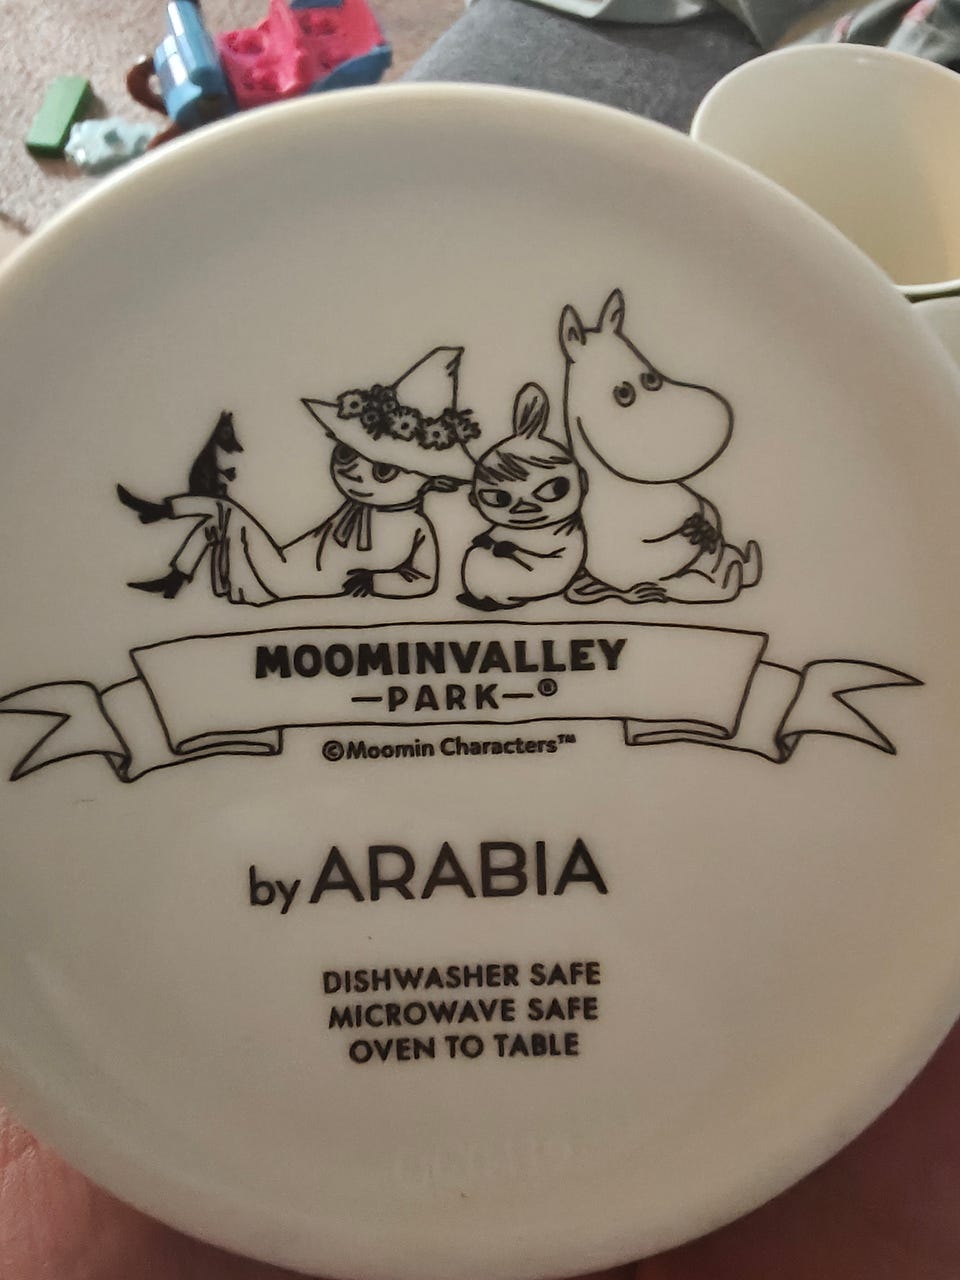 MOOMINVALLEY
—PARK—®
©Moomin Characters™
by ARABIA
DISHWASHER SAFE
MICROWAVE SAFE
OVEN TO TABLE